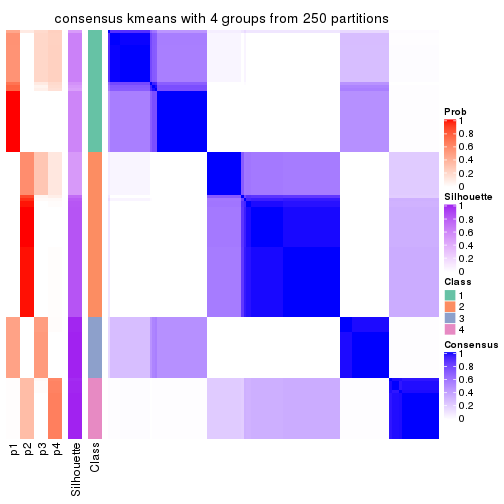 consensus kmeans with 4 groups from 250 partitions
Prob
1
0.8
0.6
0.4
0.2
0
Silhouette
1
0.8
0.6
0.4
0.2
0
Class
1
2
3
4
Consensus
1
0.8
0.6
0.4
0.2
0
p1
p2
p3
p4
Silhouette
Class